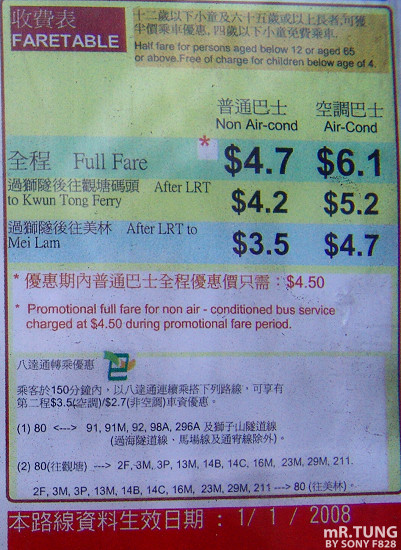 收費表
FARETABLE
十二歲以下小童及六十五歲或以上長者,可獲
半價乘車優惠. 四歲以下小童免費乘車.
Half fare for persons aged below 12 or aged 65
or above.Free of charge for children below age of 4.
普通巴士 空調巴士
Non Air-cond Air-Cond
全程 Full Fare * $4.7 $6.1
過獅隧後往觀塘碼頭 After LRT
to Kwun Tong Ferry $4.2 $5.2
過獅隧後往美林 After LRT to
Mei Lam $3.5 $4.7
* 優惠期內普通巴士全程優惠價只需：$4.50
* Promotional full fare for non air - conditioned bus service
charged at $4.50 during promotional fare period.
八達通轉乘優惠
乘客於150分鐘內，以八達通連續乘搭下列路線，可享有
第二程$3.5(空調)/$2.7(非空調)車資優惠。
(1) 80 <---> 91, 91M, 92, 98A, 296A 及獅子山隧道線
(過海隧道線、馬場線及通宵線除外)。
(2) 80(往觀塘) ---> 2F, 3M, 3P, 13M, 14B, 14C, 16M, 23M, 29M, 211.
2F, 3M, 3P, 13M, 14B, 14C, 16M, 23M, 29M, 211 ---> 80 (往美林)。
本路線資料生效日期 : 1/ 1 / 2008
mR.TUNG
BY SONY F828